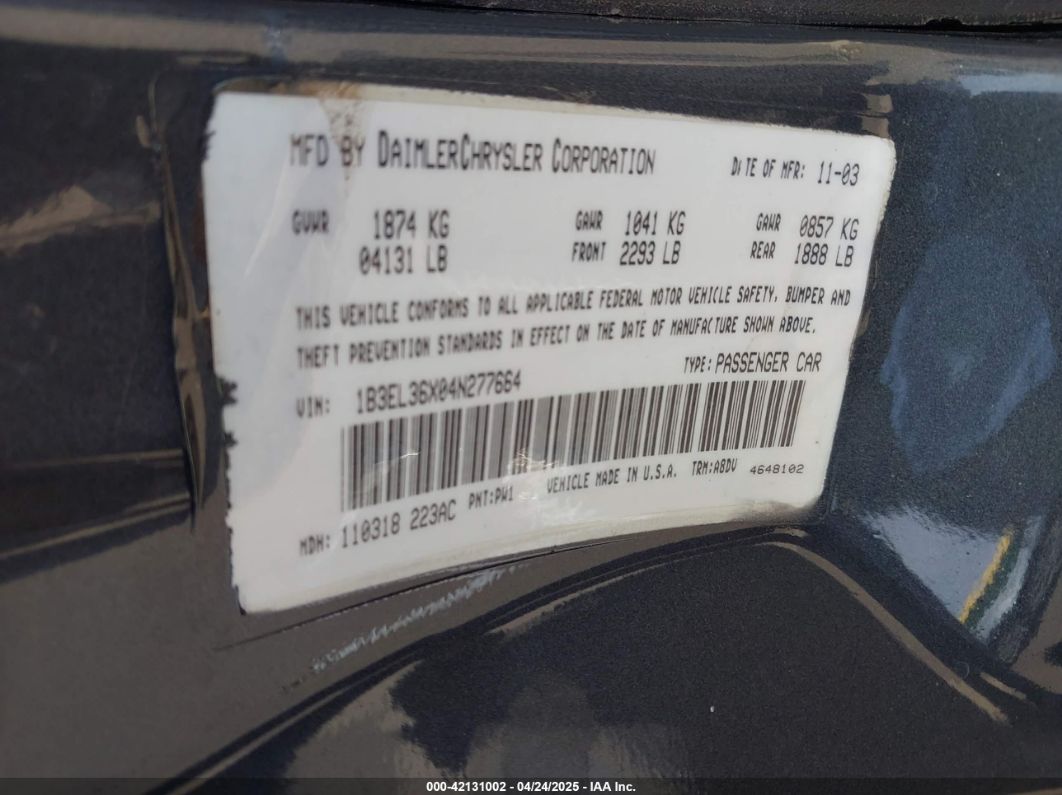 MFD BY DAIMLERCHRYSLER CORPORATION DATE OF MFR: 11-03
GVWR 1874 KG GAWR 1041 KG GAWR 0857 KG
04131 LB FRONT 2293 LB REAR 1888 LB
THIS VEHICLE CONFORMS TO ALL APPLICABLE FEDERAL MOTOR VEHICLE SAFETY, BUMPER AND
THEFT PREVENTION STANDARDS IN EFFECT ON THE DATE OF MANUFACTURE SHOWN ABOVE.
TYPE: PASSENGER CAR
VIN: 1B3EL36X04N277664
MDH: 110318 223AC PNT:PW1 VEHICLE MADE IN U.S.A. TRM:A8DV 4648102
000-42131002 - 04/24/2025 - IAA Inc.